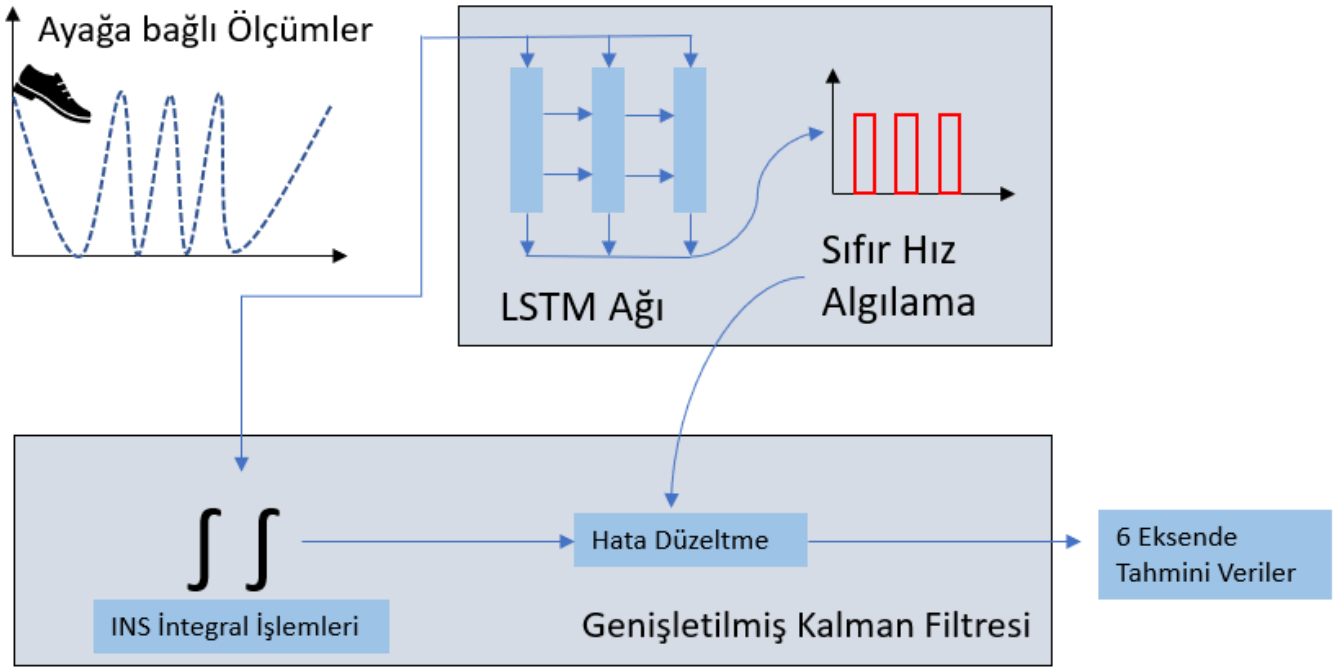 Ayağa bağlı Ölçümler
LSTM Ağı
Sıfır Hız
Algılama
∫ ∫
INS İntegral İşlemleri
Hata Düzeltme
Genişletilmiş Kalman Filtresi
6 Eksende
Tahmini Veriler